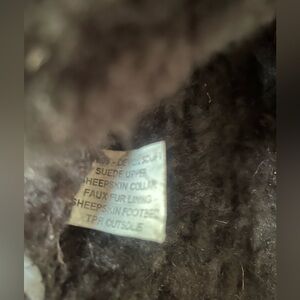 SUEDE UPPER
SHEEPSKIN COLLAR
FAUX FUR LINING
SHEEPSKIN FOOTBED
TPR OUTSOLE